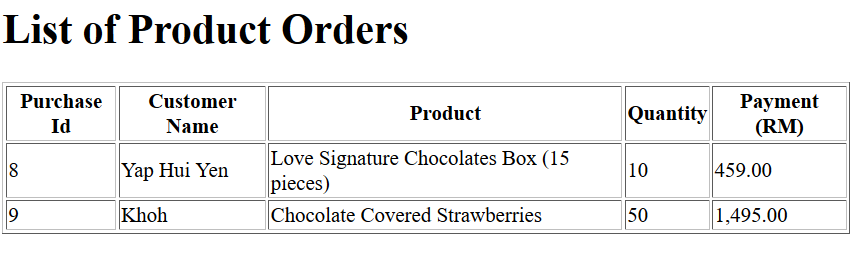 List of Product Orders
Purchase Id Customer Name Product Quantity Payment (RM)
8 Yap Hui Yen Love Signature Chocolates Box (15 pieces) 10 459.00
9 Khoh Chocolate Covered Strawberries 50 1,495.00